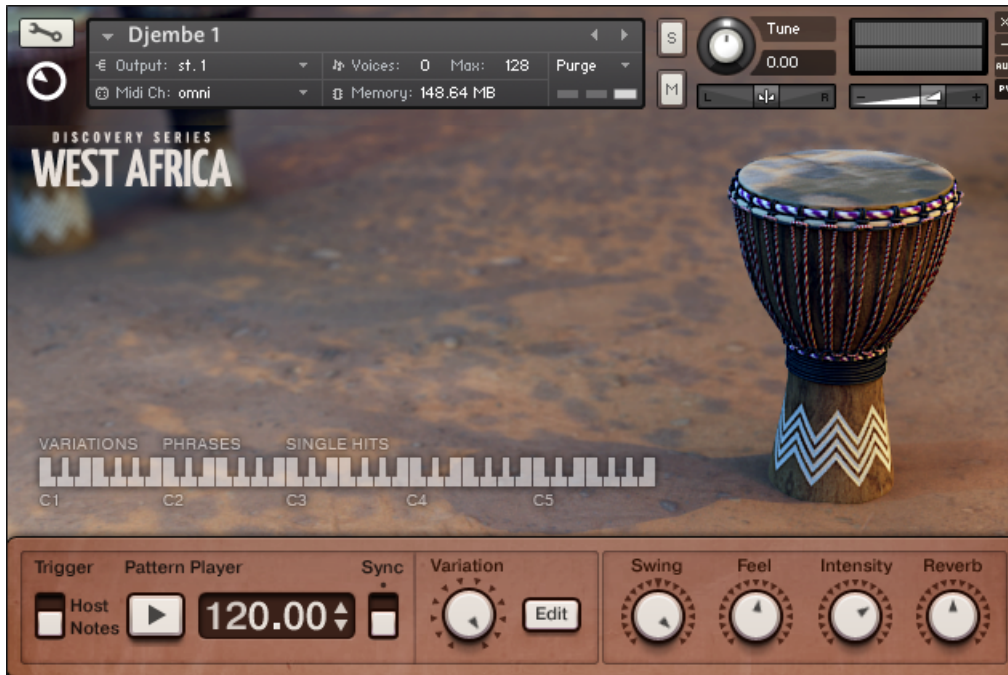 Djembe 1
Output: st. 1
Voices: 0 Max: 128
Purge
Midi Ch: omni
Memory: 148.64 MB
S
M
Tune
0.00
L
R
DISCOVERY SERIES
WEST AFRICA
VARIATIONS PHRASES SINGLE HITS
C1 C2 C3 C4 C5
Trigger Pattern Player Sync Variation Swing Feel Intensity Reverb
Host
Notes
120.00
Edit